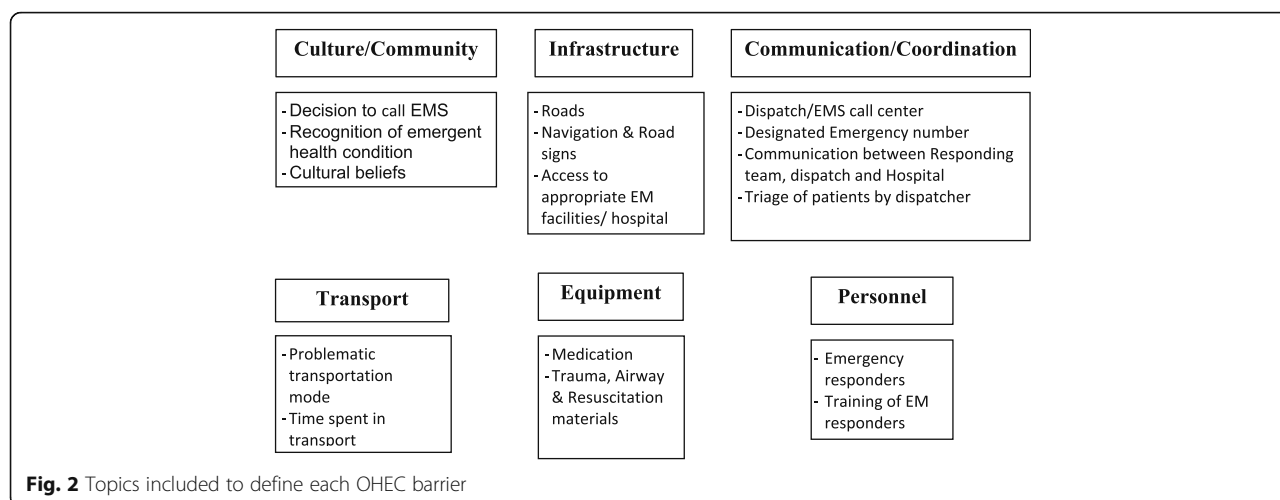 Culture/Community
- Decision to call EMS
- Recognition of emergent
health condition
- Cultural beliefs
Infrastructure
- Roads
- Navigation & Road
signs
- Access to
appropriate EM
facilities/ hospital
Communication/Coordination
- Dispatch/EMS call center
- Designated Emergency number
- Communication between Responding
team, dispatch and Hospital
- Triage of patients by dispatcher
Transport
- Problematic
transportation
mode
- Time spent in
transport
Equipment
- Medication
- Trauma, Airway
& Resuscitation
materials
Personnel
- Emergency
responders
- Training of EM
responders
Fig. 2 Topics included to define each OHEC barrier